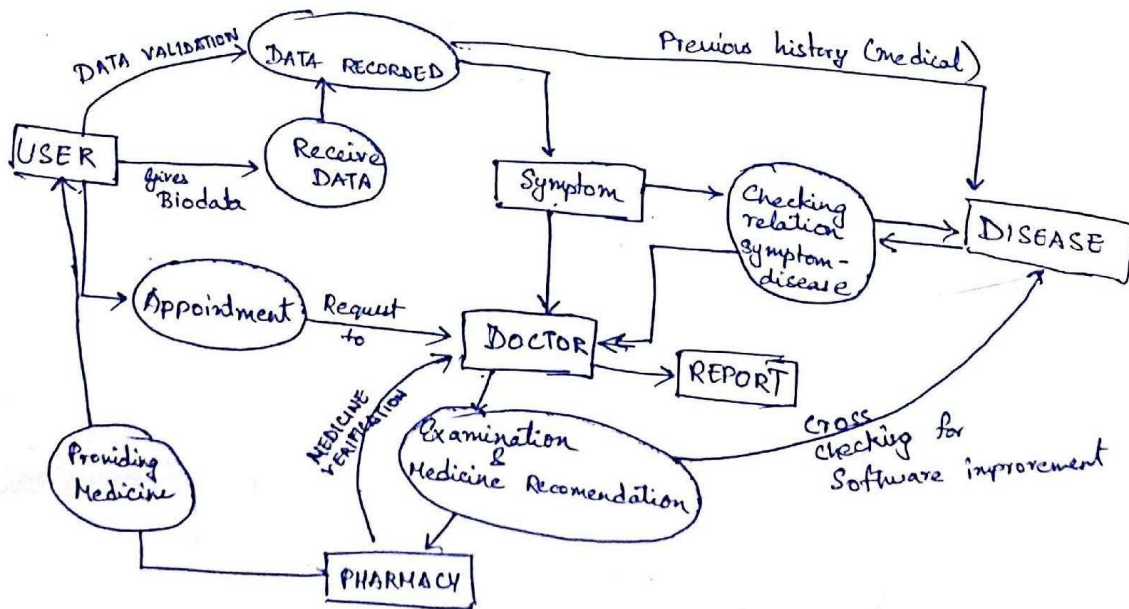 DATA VALIDATION
DATA RECORDED
Previous history (medical)
USER
gives
Biodata
Receive
DATA
Symptom
Checking
relation
symptom-
disease
DISEASE
Appointment
Request
to
DOCTOR
REPORT
MEDICINE
VERIFICATION
Examination
&
Medicine Recomendation
cross
checking for
Software improvement
Providing
Medicine
PHARMACY